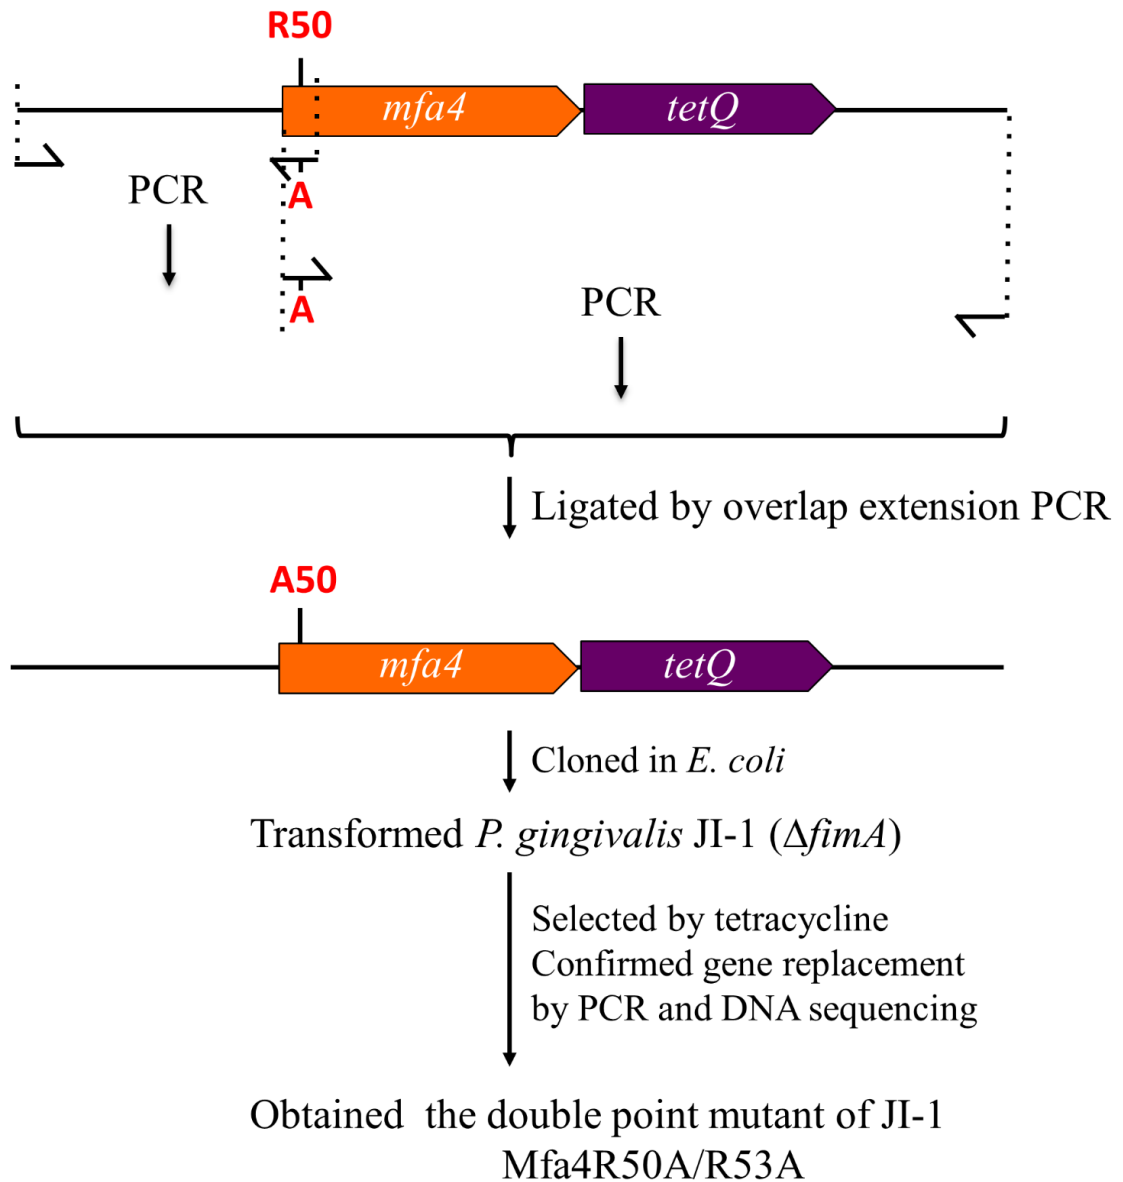 R50
mfa4 tetQ
PCR
A
A
PCR
Ligated by overlap extension PCR
A50
mfa4 tetQ
Cloned in E. coli
Transformed P. gingivalis JI-1 (ΔfimA)
Selected by tetracycline
Confirmed gene replacement
by PCR and DNA sequencing
Obtained the double point mutant of JI-1
Mfa4R50A/R53A